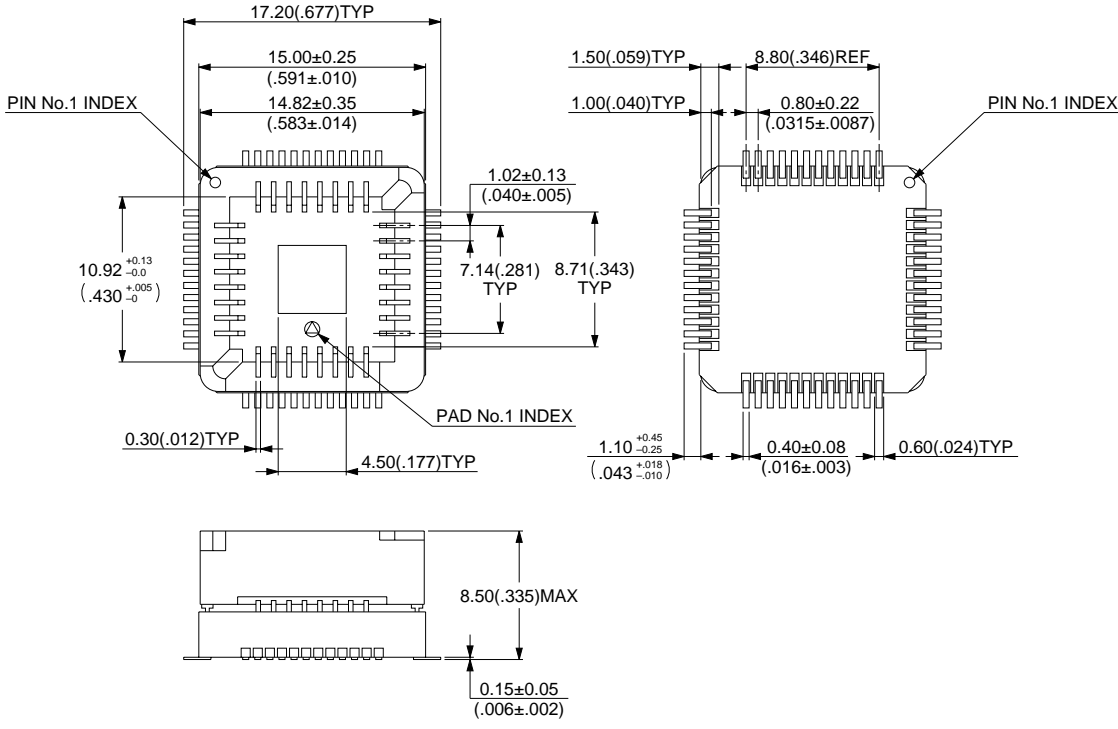 17.20(.677)TYP
15.00±0.25
(.591±.010)
14.82±0.35
(.583±.014)
PIN No.1 INDEX
1.02±0.13
(.040±.005)
10.92 +0.13 –0.0
(.430 +.005 –0)
7.14(.281)
TYP
8.71(.343)
TYP
PAD No.1 INDEX
0.30(.012)TYP
4.50(.177)TYP
1.50(.059)TYP
8.80(.346)REF
1.00(.040)TYP
0.80±0.22
(.0315±.0087)
PIN No.1 INDEX
1.10 +0.45 –0.25
(.043 +.018 –.010)
0.40±0.08
(.016±.003)
0.60(.024)TYP
8.50(.335)MAX
0.15±0.05
(.006±.002)